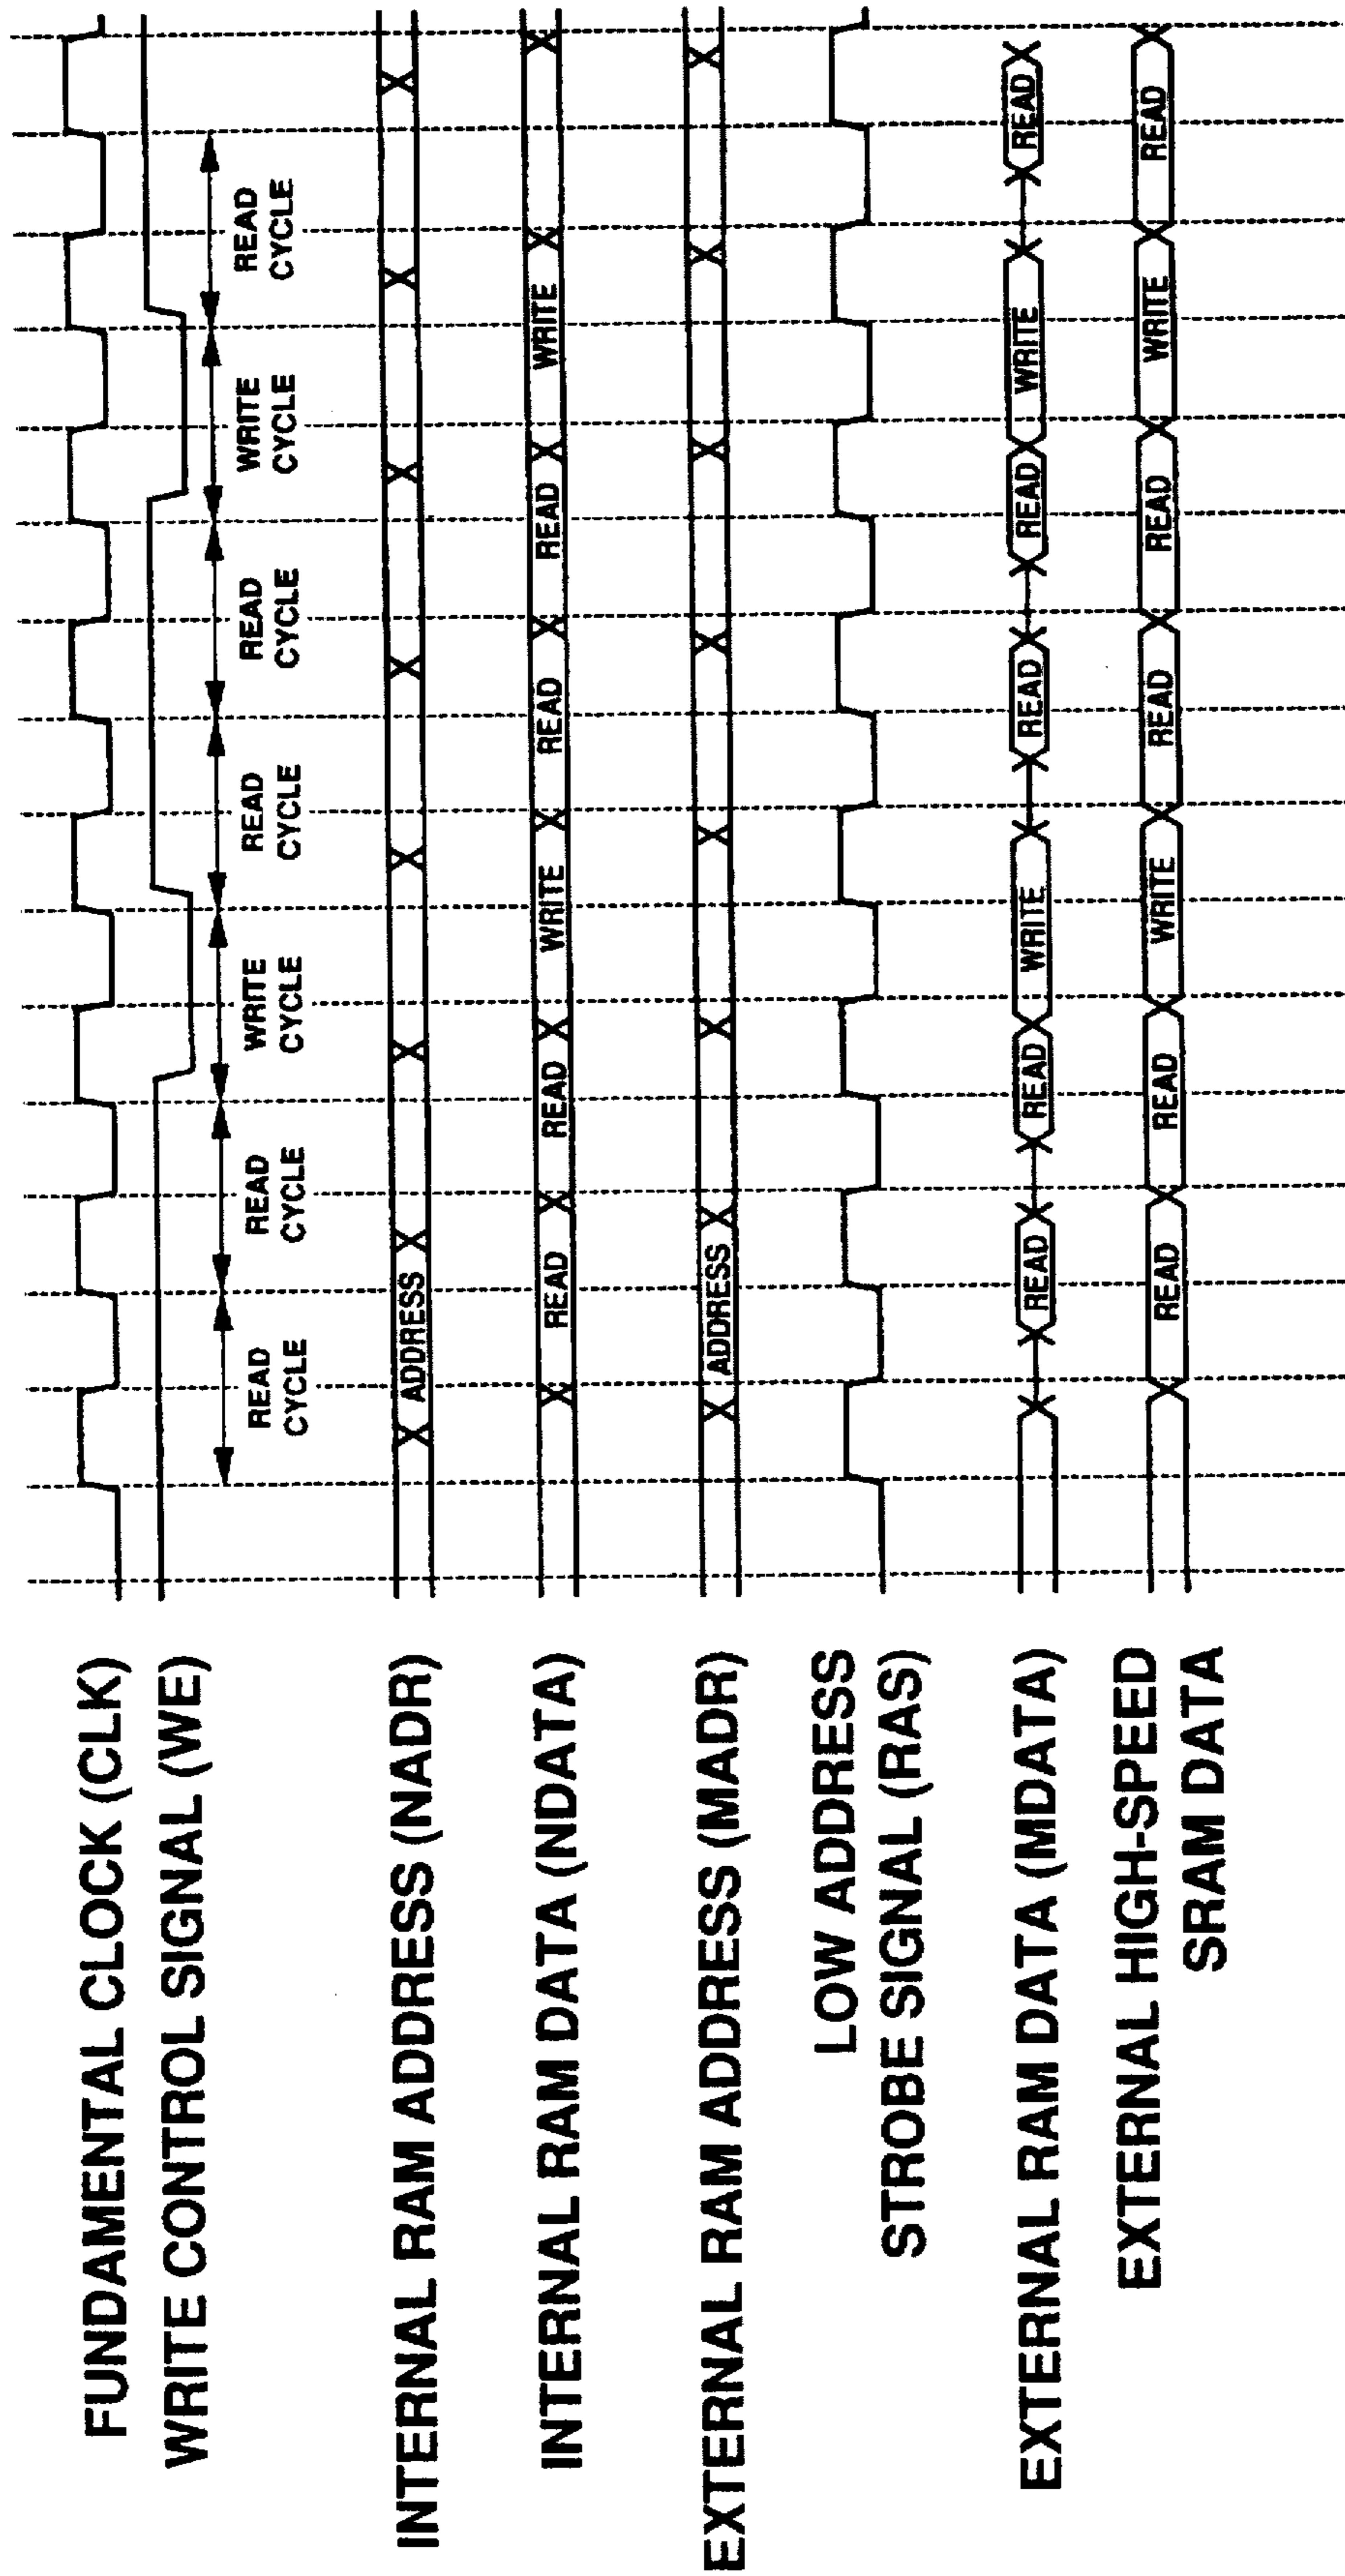 FUNDAMENTAL CLOCK (CLK)
WRITE CONTROL SIGNAL (WE)
READ READ WRITE READ READ WRITE READ
CYCLE CYCLE CYCLE CYCLE CYCLE CYCLE CYCLE
INTERNAL RAM ADDRESS (NADR) ADDRESS
INTERNAL RAM DATA (NDATA) READ READ WRITE READ READ WRITE
EXTERNAL RAM ADDRESS (MADR) ADDRESS
LOW ADDRESS
STROBE SIGNAL (RAS)
EXTERNAL RAM DATA (MDATA) READ READ WRITE READ READ WRITE READ
EXTERNAL HIGH-SPEED READ READ WRITE READ READ WRITE READ
SRAM DATA